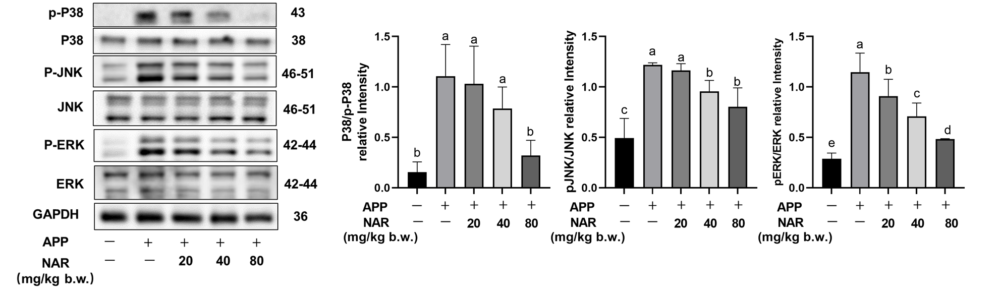 p-P38 43
P38 38
P-JNK 46-51
JNK 46-51
P-ERK 42-44
ERK 42-44
GAPDH 36
APP − + + + +
NAR − − 20 40 80
(mg/kg b.w.)
P38/p-P38
relative Intensity
1.5
1.0
0.5
0.0
b a a a b
APP − + + + +
NAR − − 20 40 80
(mg/kg b.w.)
pJNK/JNK relative Intensity
1.5
1.0
0.5
0.0
c a a b b
APP − + + + +
NAR − − 20 40 80
(mg/kg b.w.)
pERK/ERK relative Intensity
1.5
1.0
0.5
0.0
e a b c d
APP − + + + +
NAR − − 20 40 80
(mg/kg b.w.)